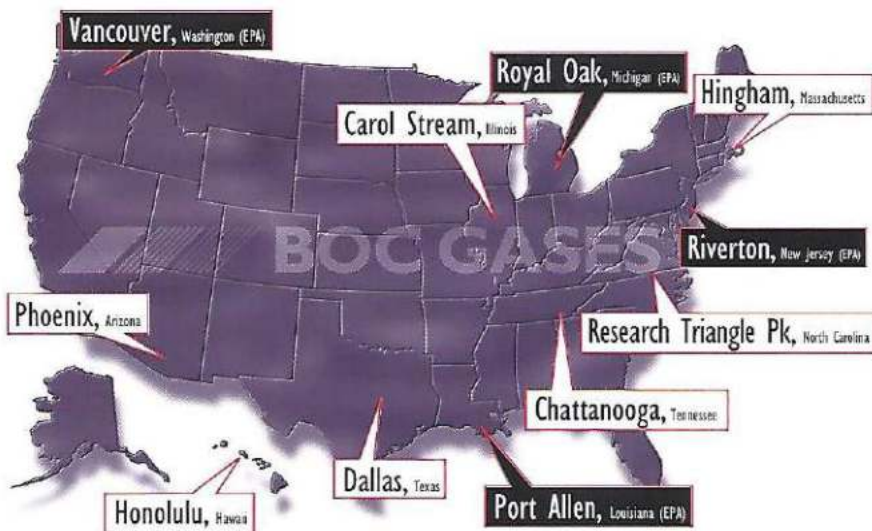 Vancouver, Washington (EPA)
Royal Oak, Michigan (EPA)
Hingham, Massachusetts
Carol Stream, Illinois
BOC GASES
Riverton, New Jersey (EPA)
Phoenix, Arizona
Research Triangle Pk, North Carolina
Chattanooga, Tennessee
Dallas, Texas
Honolulu, Hawaii
Port Allen, Louisiana (EPA)